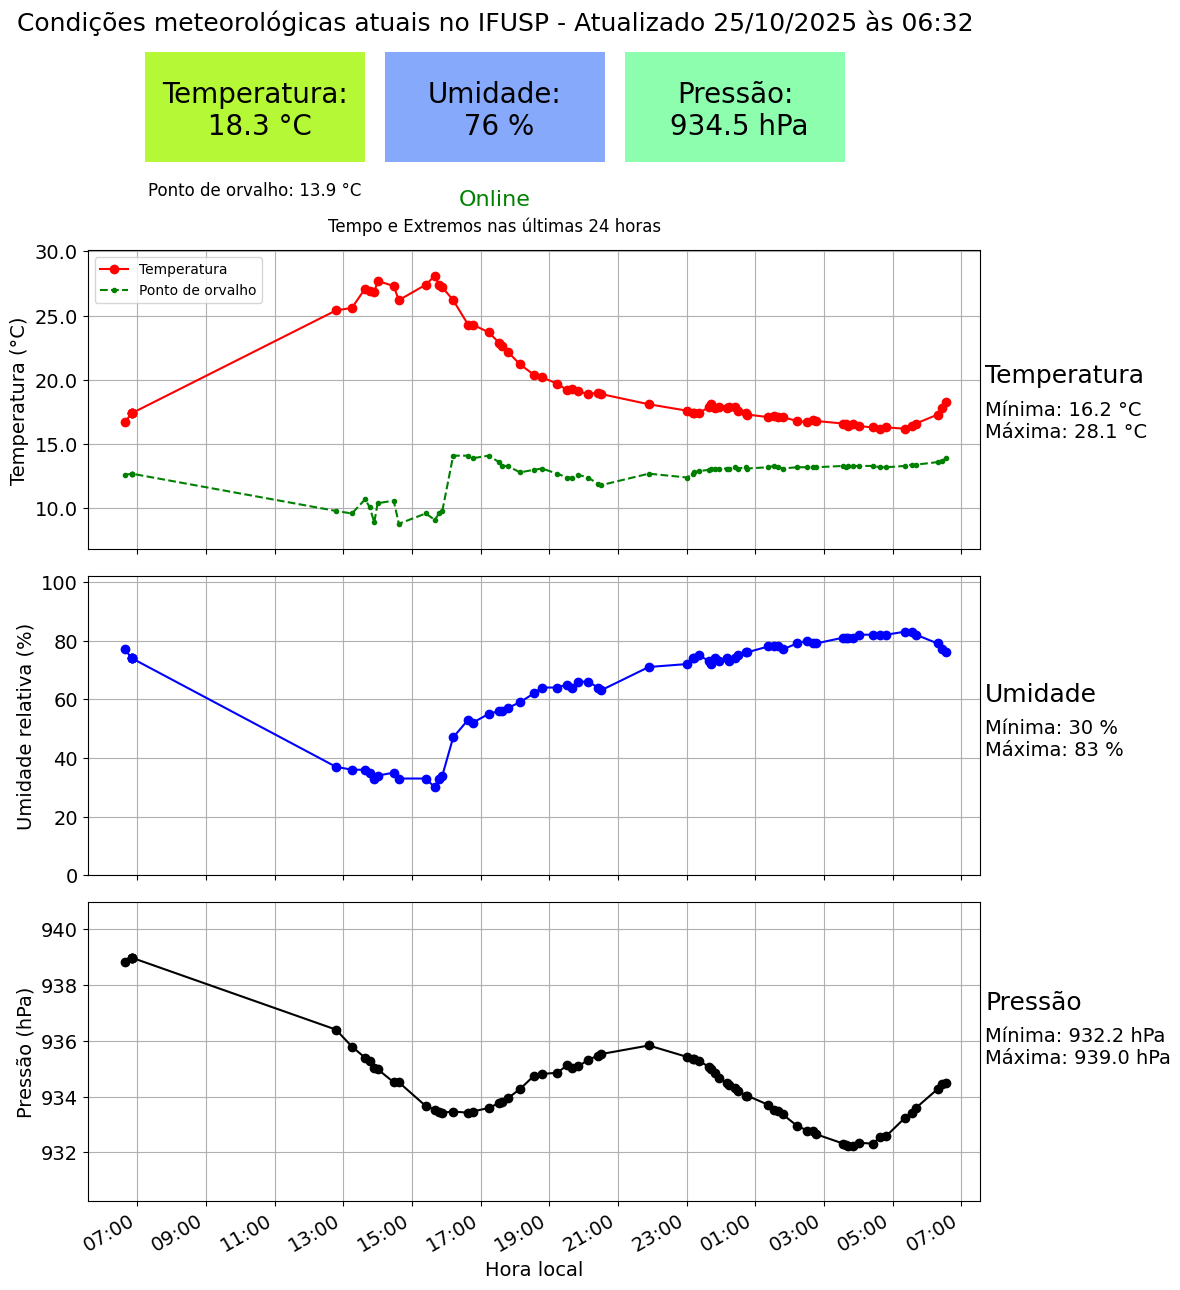 Condições meteorológicas atuais no IFUSP - Atualizado 25/10/2025 às 06:32
Temperatura:
18.3 °C
Umidade:
76 %
Pressão:
934.5 hPa
Ponto de orvalho: 13.9 °C
Online
Tempo e Extremos nas últimas 24 horas
30.0
25.0
20.0
15.0
10.0
Temperatura (°C)
Temperatura
Ponto de orvalho
Temperatura
Mínima: 16.2 °C
Máxima: 28.1 °C
100
80
60
40
20
0
Umidade relativa (%)
Umidade
Mínima: 30 %
Máxima: 83 %
940
938
936
934
932
Pressão (hPa)
Pressão
Mínima: 932.2 hPa
Máxima: 939.0 hPa
07:00
09:00
11:00
13:00
15:00
17:00
19:00
21:00
23:00
01:00
03:00
05:00
07:00
Hora local